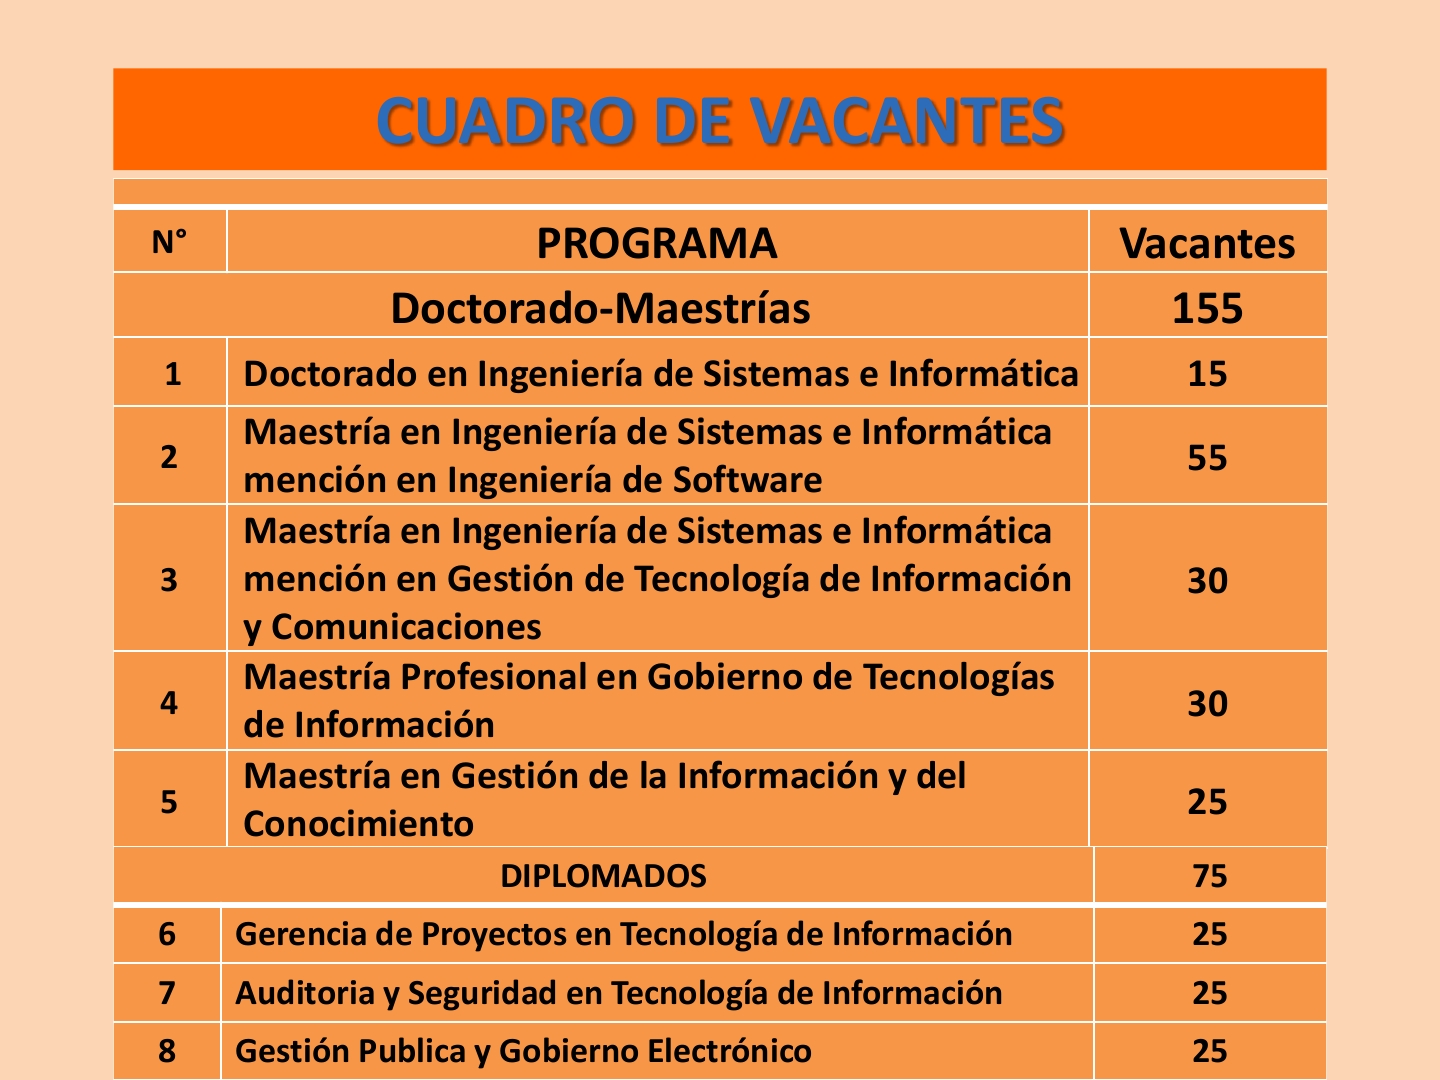 CUADRO DE VACANTES
N° PROGRAMA Vacantes
Doctorado-Maestrías 155
1 Doctorado en Ingeniería de Sistemas e Informática 15
2 Maestría en Ingeniería de Sistemas e Informática
mención en Ingeniería de Software 55
3 Maestría en Ingeniería de Sistemas e Informática
mención en Gestión de Tecnología de Información
y Comunicaciones 30
4 Maestría Profesional en Gobierno de Tecnologías
de Información 30
5 Maestría en Gestión de la Información y del
Conocimiento 25
DIPLOMADOS 75
6 Gerencia de Proyectos en Tecnología de Información 25
7 Auditoria y Seguridad en Tecnología de Información 25
8 Gestión Publica y Gobierno Electrónico 25